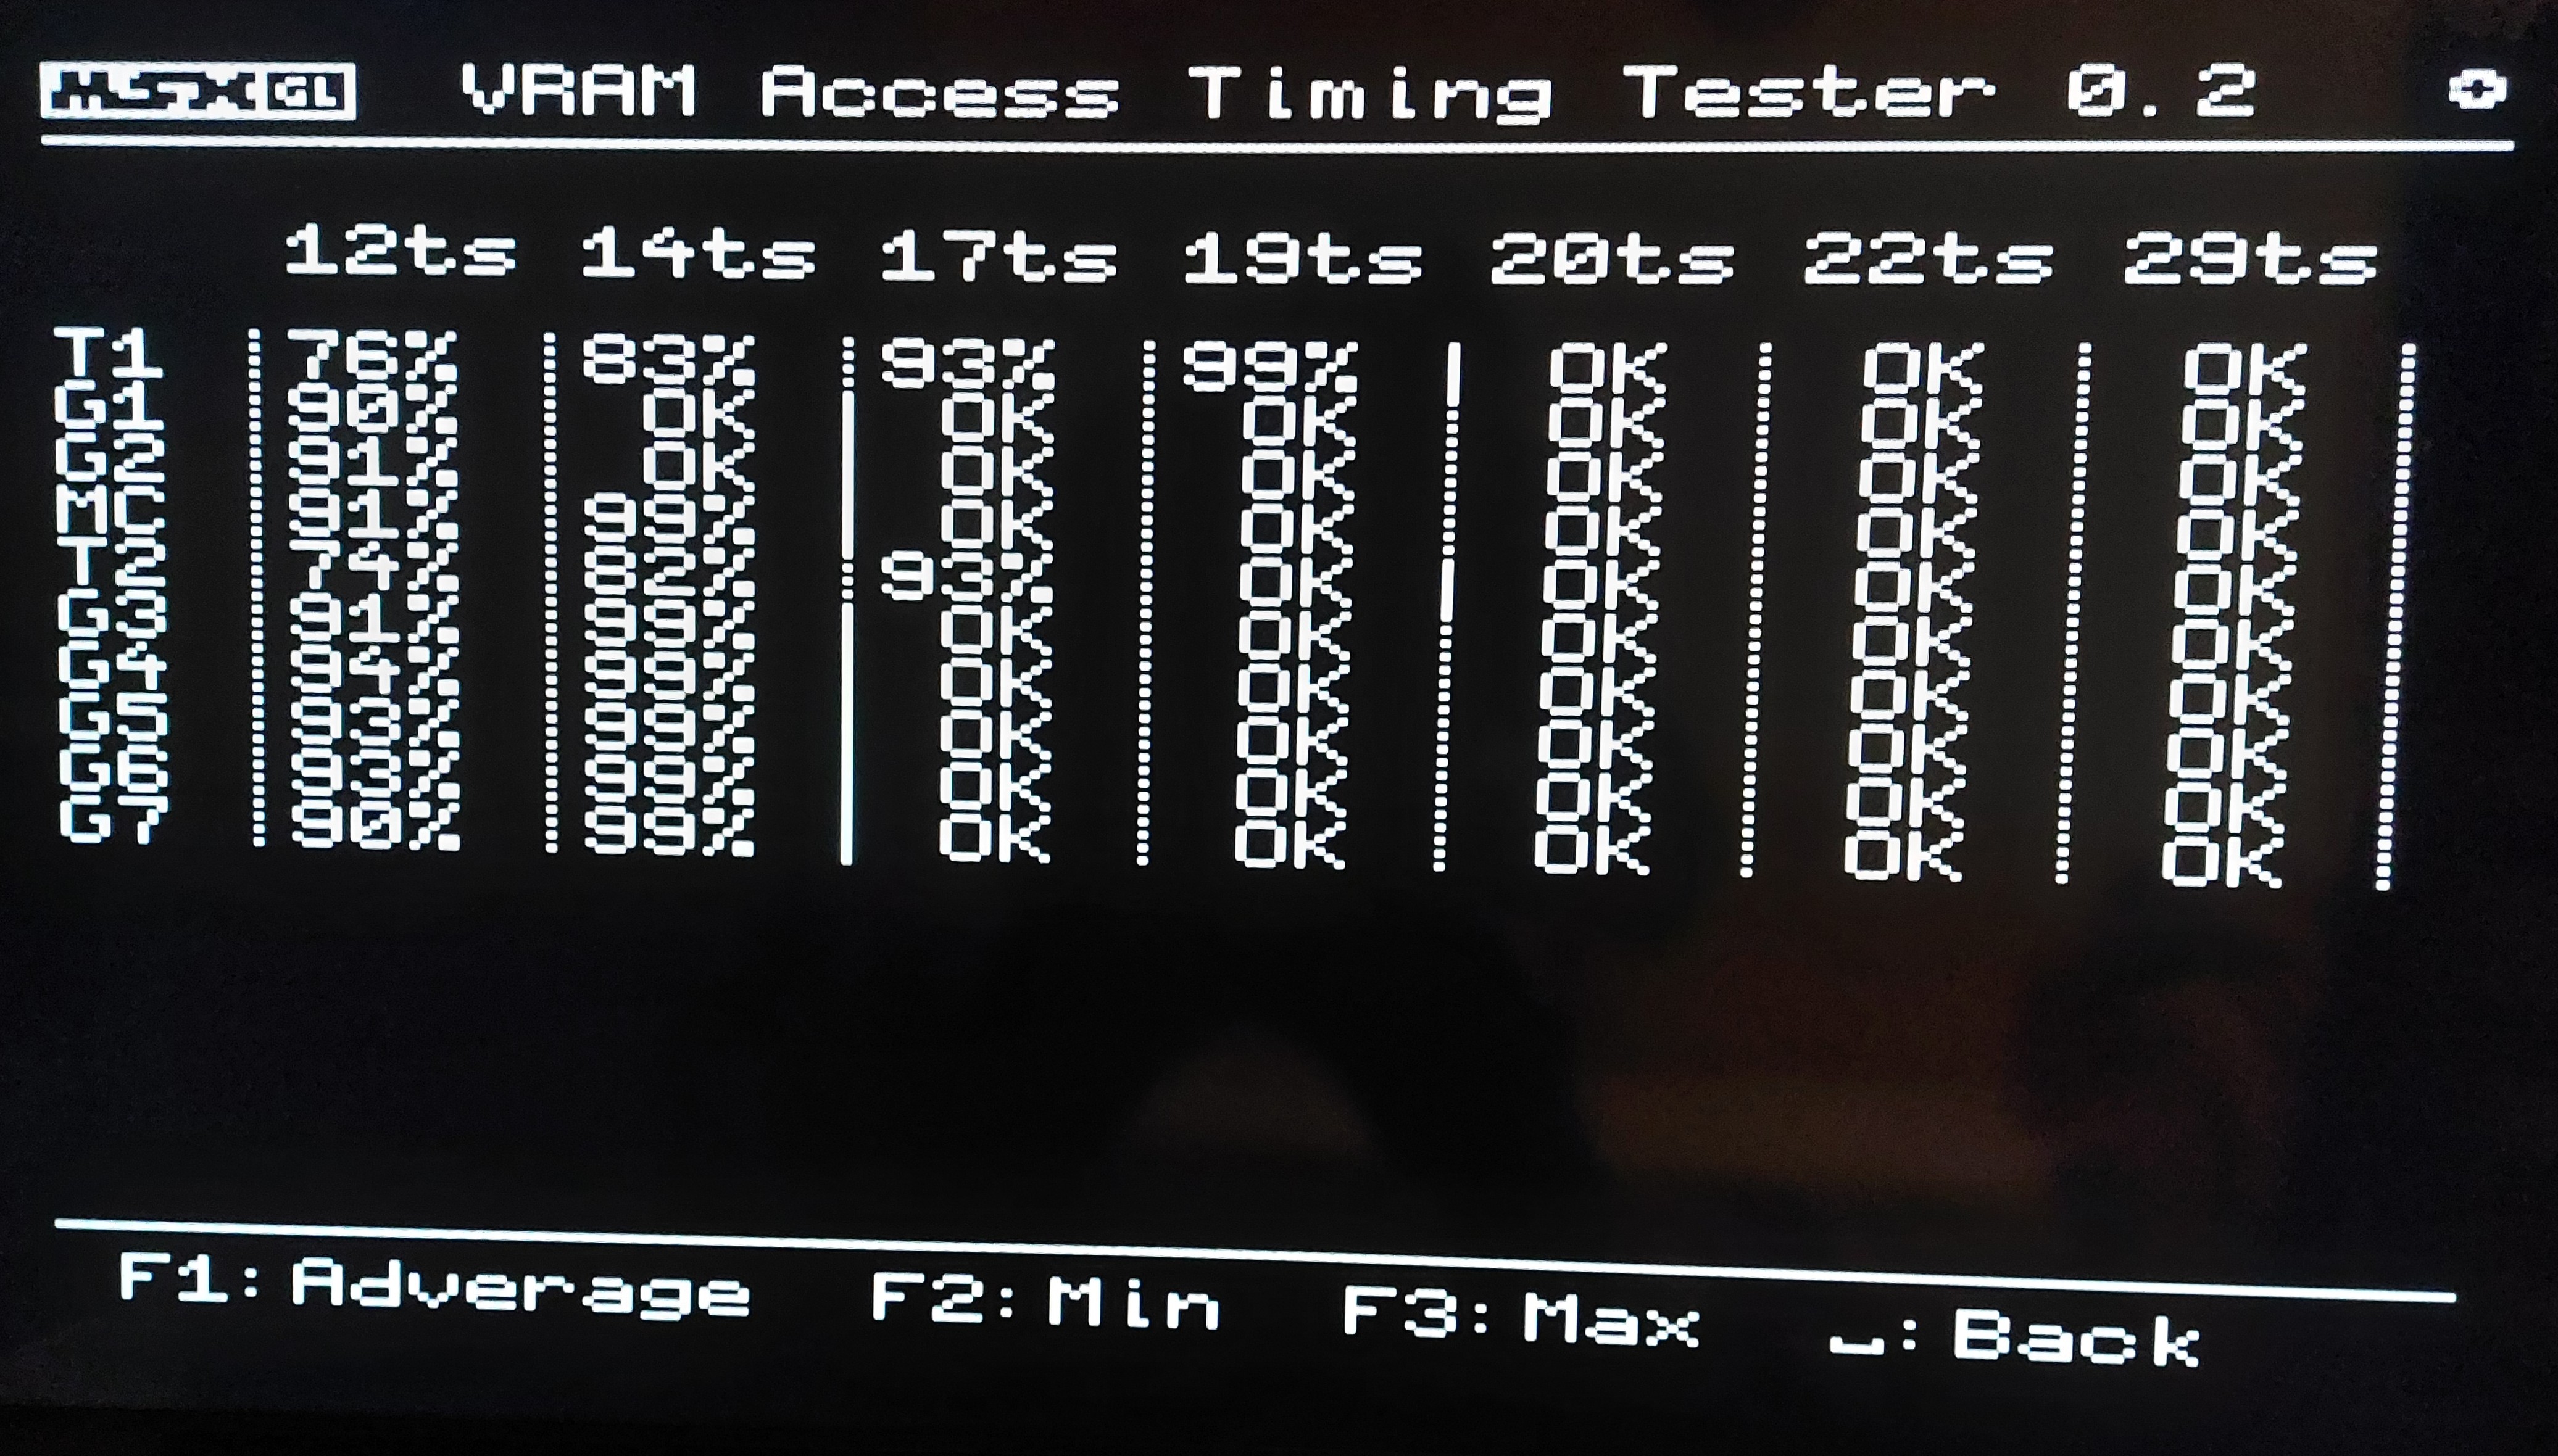 MSX GL VRAM Access Timing Tester 0.2
12ts 14ts 17ts 19ts 20ts 22ts 29ts
T1 76% 83% 93% 99% OK OK OK
G1 90% OK OK OK OK OK OK
G2 91% OK OK OK OK OK OK
MC 91% 99% OK OK OK OK OK
T2 74% 82% 93% OK OK OK OK
G3 91% 99% OK OK OK OK OK
G4 94% 99% OK OK OK OK OK
G5 93% 99% OK OK OK OK OK
G6 93% 99% OK OK OK OK OK
G7 90% 99% OK OK OK OK OK
F1:Adverage F2:Min F3:Max ⎵:Back